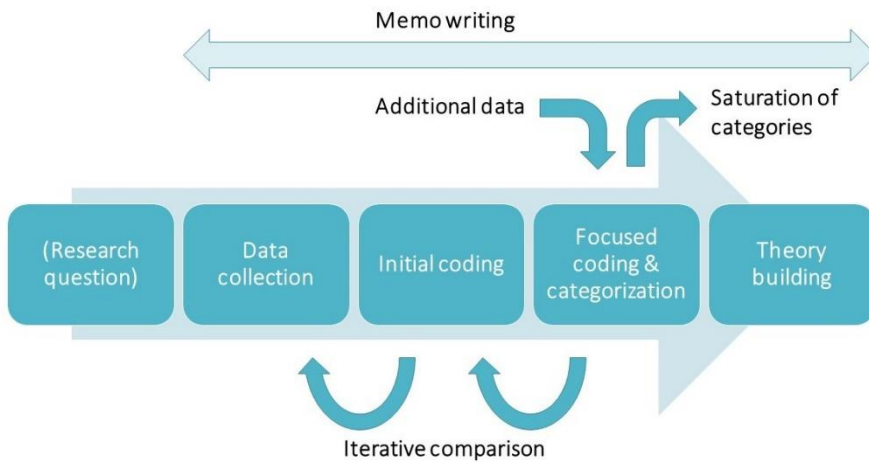 Memo writing
Additional data
Saturation of
categories
(Research
question)
Data
collection
Initial coding
Focused
coding &
categorization
Theory
building
Iterative comparison